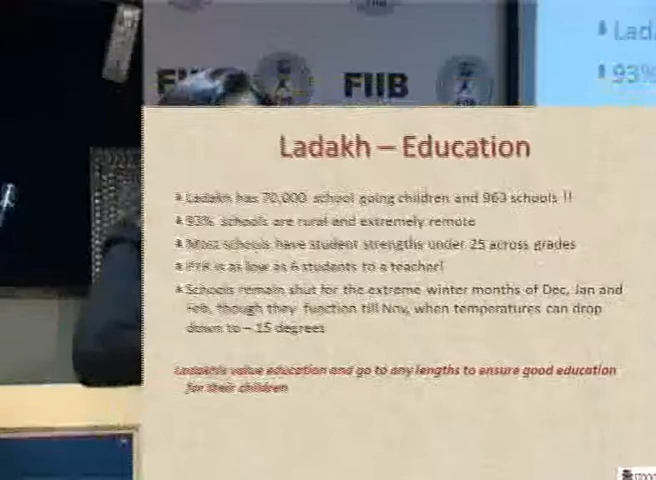 FIIB
Lad
93%
Ladakh – Education
Ladakh has 70,000 school going children and 963 schools !!
93% schools are rural and extremely remote
Most schools have student strengths under 25 across grades
PTR is as low as 6 students to a teacher!
Schools remain shut for the extreme winter months of Dec, Jan and
Feb, though they function till Nov, when temperatures can drop
down to – 15 degrees
Ladakhis value education and go to any lengths to ensure good education
for their children